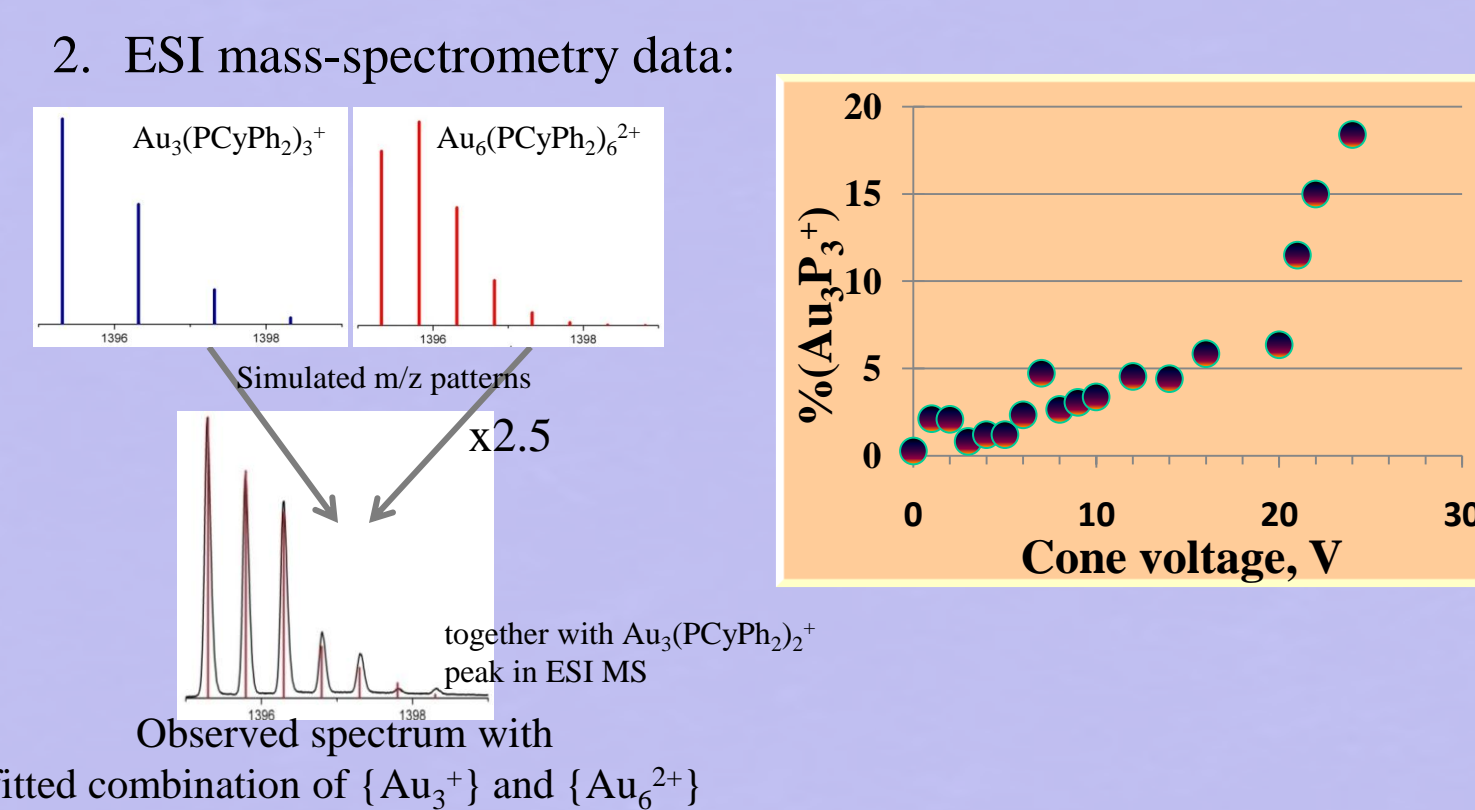 2. ESI mass-spectrometry data:
Au₃(PCyPh₂)₃⁺
Au₆(PCyPh₂)₆²⁺
1396 1398
1396 1398
Simulated m/z patterns
x2.5
together with Au₃(PCyPh₂)₂⁺
peak in ESI MS
1396 1398
Observed spectrum with
fitted combination of {Au₃⁺} and {Au₆²⁺}
%(Au₃P₃⁺)
20
15
10
5
0
0 10 20 30
Cone voltage, V